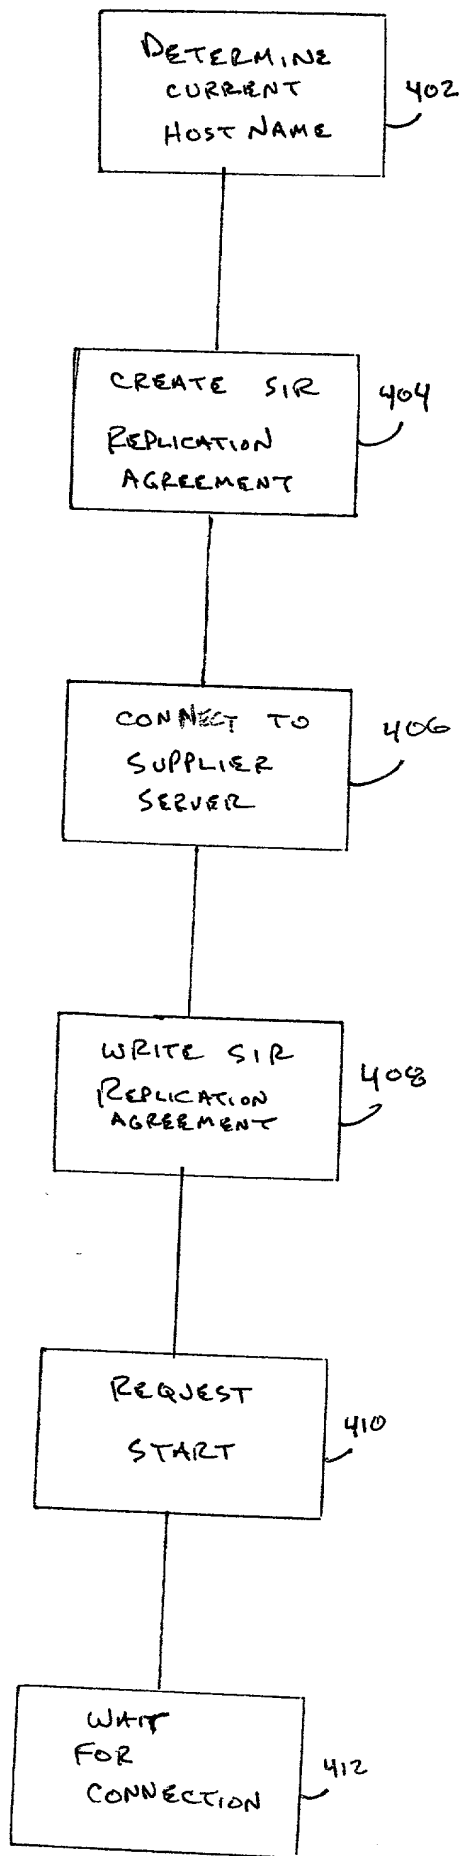 DETERMINE
CURRENT
HOST NAME
402
CREATE SIR
REPLICATION
AGREEMENT
404
CONNECT TO
SUPPLIER
SERVER
406
WRITE SIR
REPLICATION
AGREEMENT
408
REQUEST
START
410
WAIT
FOR
CONNECTION
412